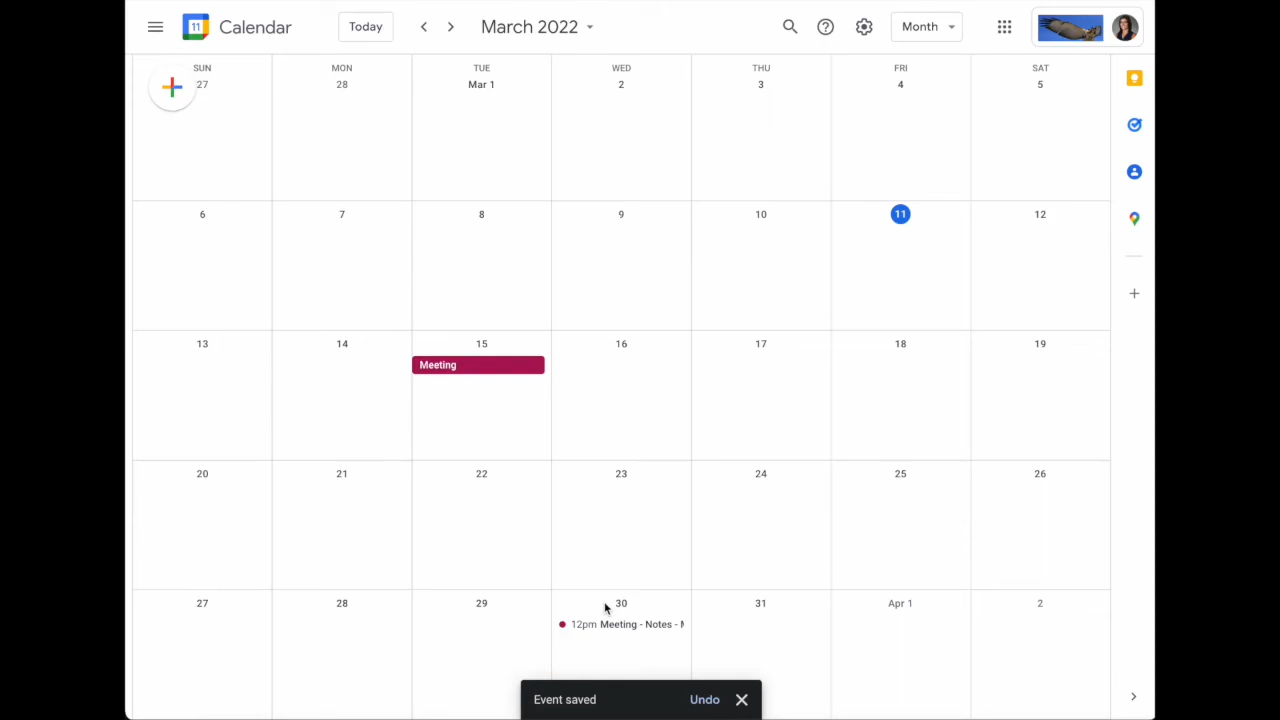 11 Calendar Today March 2022 Month
SUN MON TUE WED THU FRI SAT
27 28 Mar 1 2 3 4 5
6 7 8 9 10 11 12
13 14 15 16 17 18 19
Meeting
20 21 22 23 24 25 26
27 28 29 30 31 Apr 1 2
12pm Meeting - Notes -
Event saved Undo